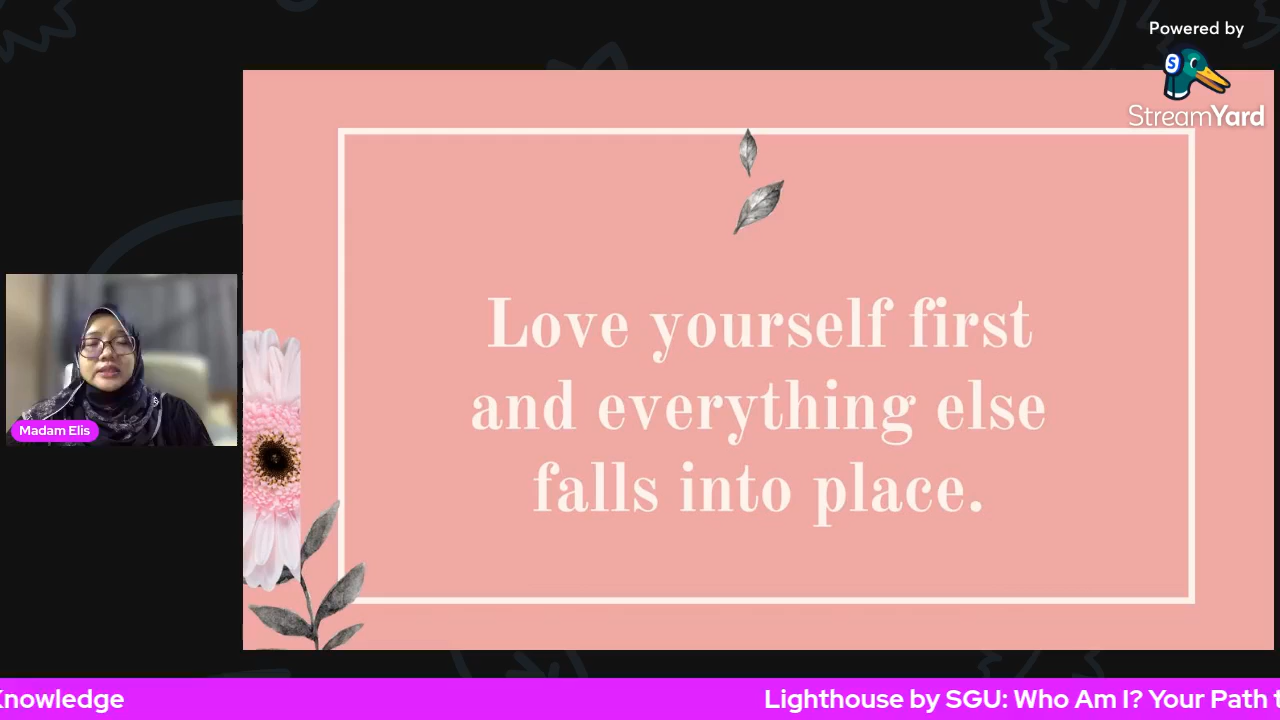 Powered by
StreamYard
Love yourself first
and everything else
falls into place.
Madam Elis
Knowledge
Lighthouse by SGU: Who Am I? Your Path